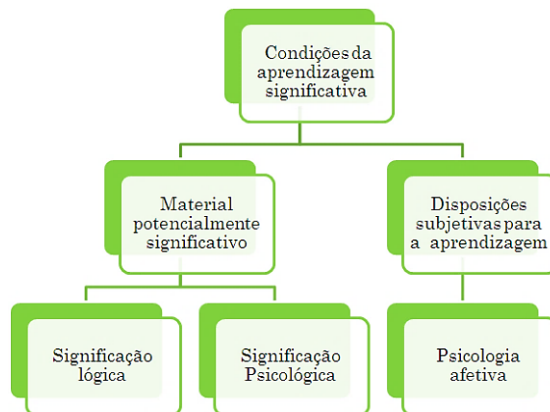 Condições da
aprendizagem
significativa
Material
potencialmente
significativo
Disposições
subjetivas para
a aprendizagem
Significação
lógica
Significação
Psicológica
Psicologia
afetiva